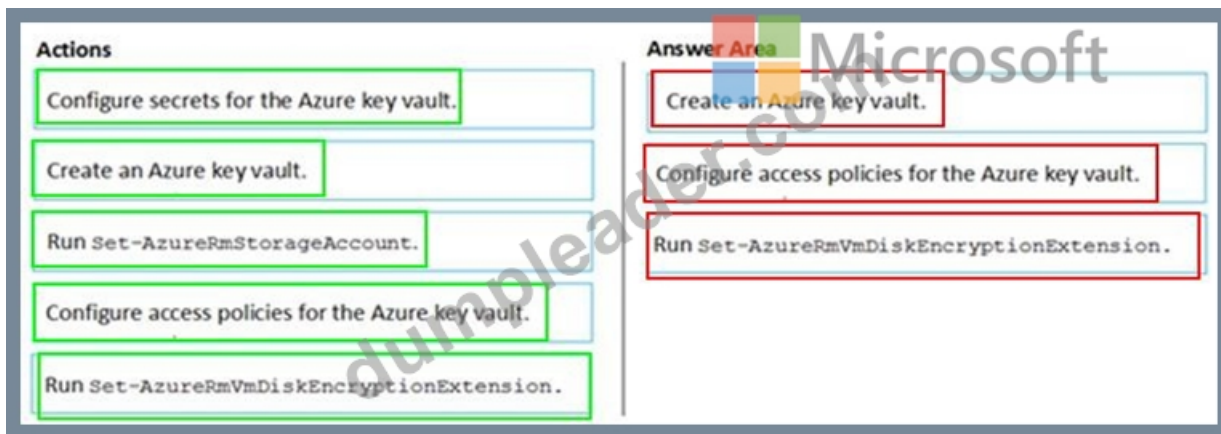 Actions
Configure secrets for the Azure key vault.
Create an Azure key vault.
Run Set-AzureRmStorageAccount.
Configure access policies for the Azure key vault.
Run Set-AzureRmVmDiskEncryptionExtension.
Answer Area
Create an Azure key vault.
Configure access policies for the Azure key vault.
Run Set-AzureRmVmDiskEncryptionExtension.
Microsoft
dumpleader.com